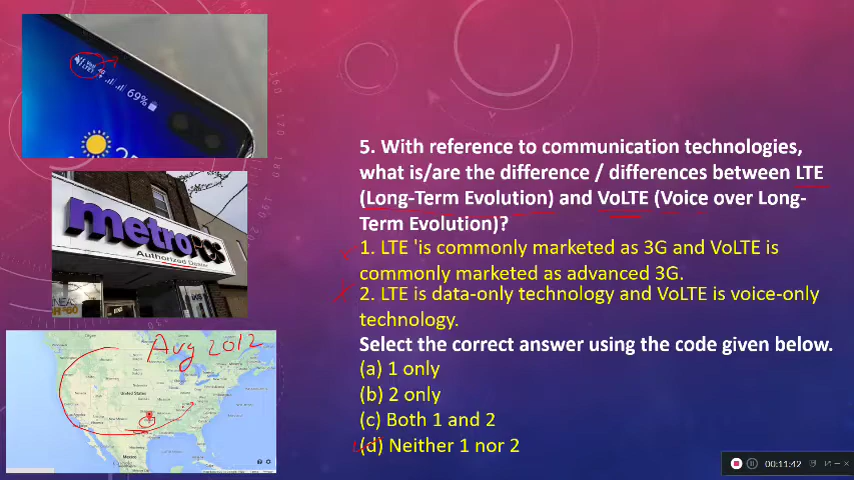 69%
metroPCS
Authorized Dealer
Aug 2012
United States
Mexico
5. With reference to communication technologies,
what is/are the difference / differences between LTE
(Long-Term Evolution) and VoLTE (Voice over Long-
Term Evolution)?
1. LTE 'is commonly marketed as 3G and VoLTE is
commonly marketed as advanced 3G.
2. LTE is data-only technology and VoLTE is voice-only
technology.
Select the correct answer using the code given below.
(a) 1 only
(b) 2 only
(c) Both 1 and 2
(d) Neither 1 nor 2
00:11:42